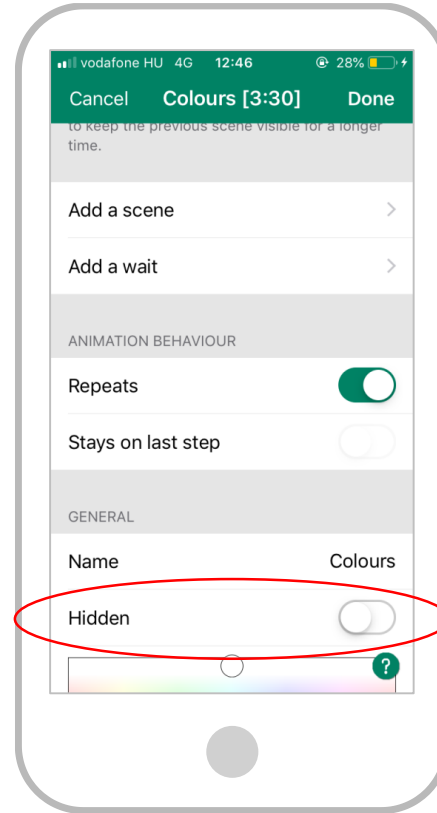 vodafone HU 4G 12:46 28%
Cancel Colours [3:30] Done
to keep the previous scene visible for a longer
time.
Add a scene
Add a wait
ANIMATION BEHAVIOUR
Repeats
Stays on last step
GENERAL
Name Colours
Hidden
?